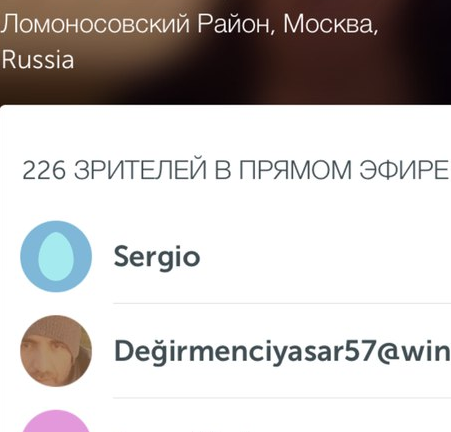 Ломоносовский Район, Москва,
Russia
226 ЗРИТЕЛЕЙ В ПРЯМОМ ЭФИРЕ
Sergio
Değirmenciyasar57@win